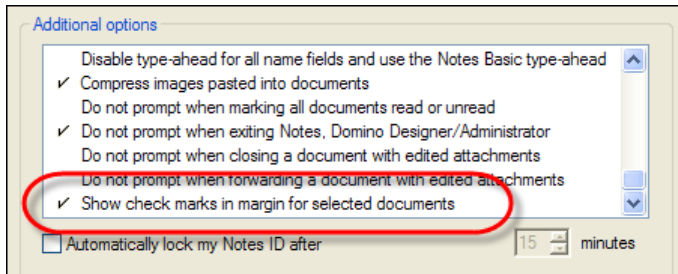 Additional options
Disable type-ahead for all name fields and use the Notes Basic type-ahead
✓ Compress images pasted into documents
Do not prompt when marking all documents read or unread
✓ Do not prompt when exiting Notes, Domino Designer/Administrator
Do not prompt when closing a document with edited attachments
Do not prompt when forwarding a document with edited attachments
✓ Show check marks in margin for selected documents
Automatically lock my Notes ID after 15 minutes